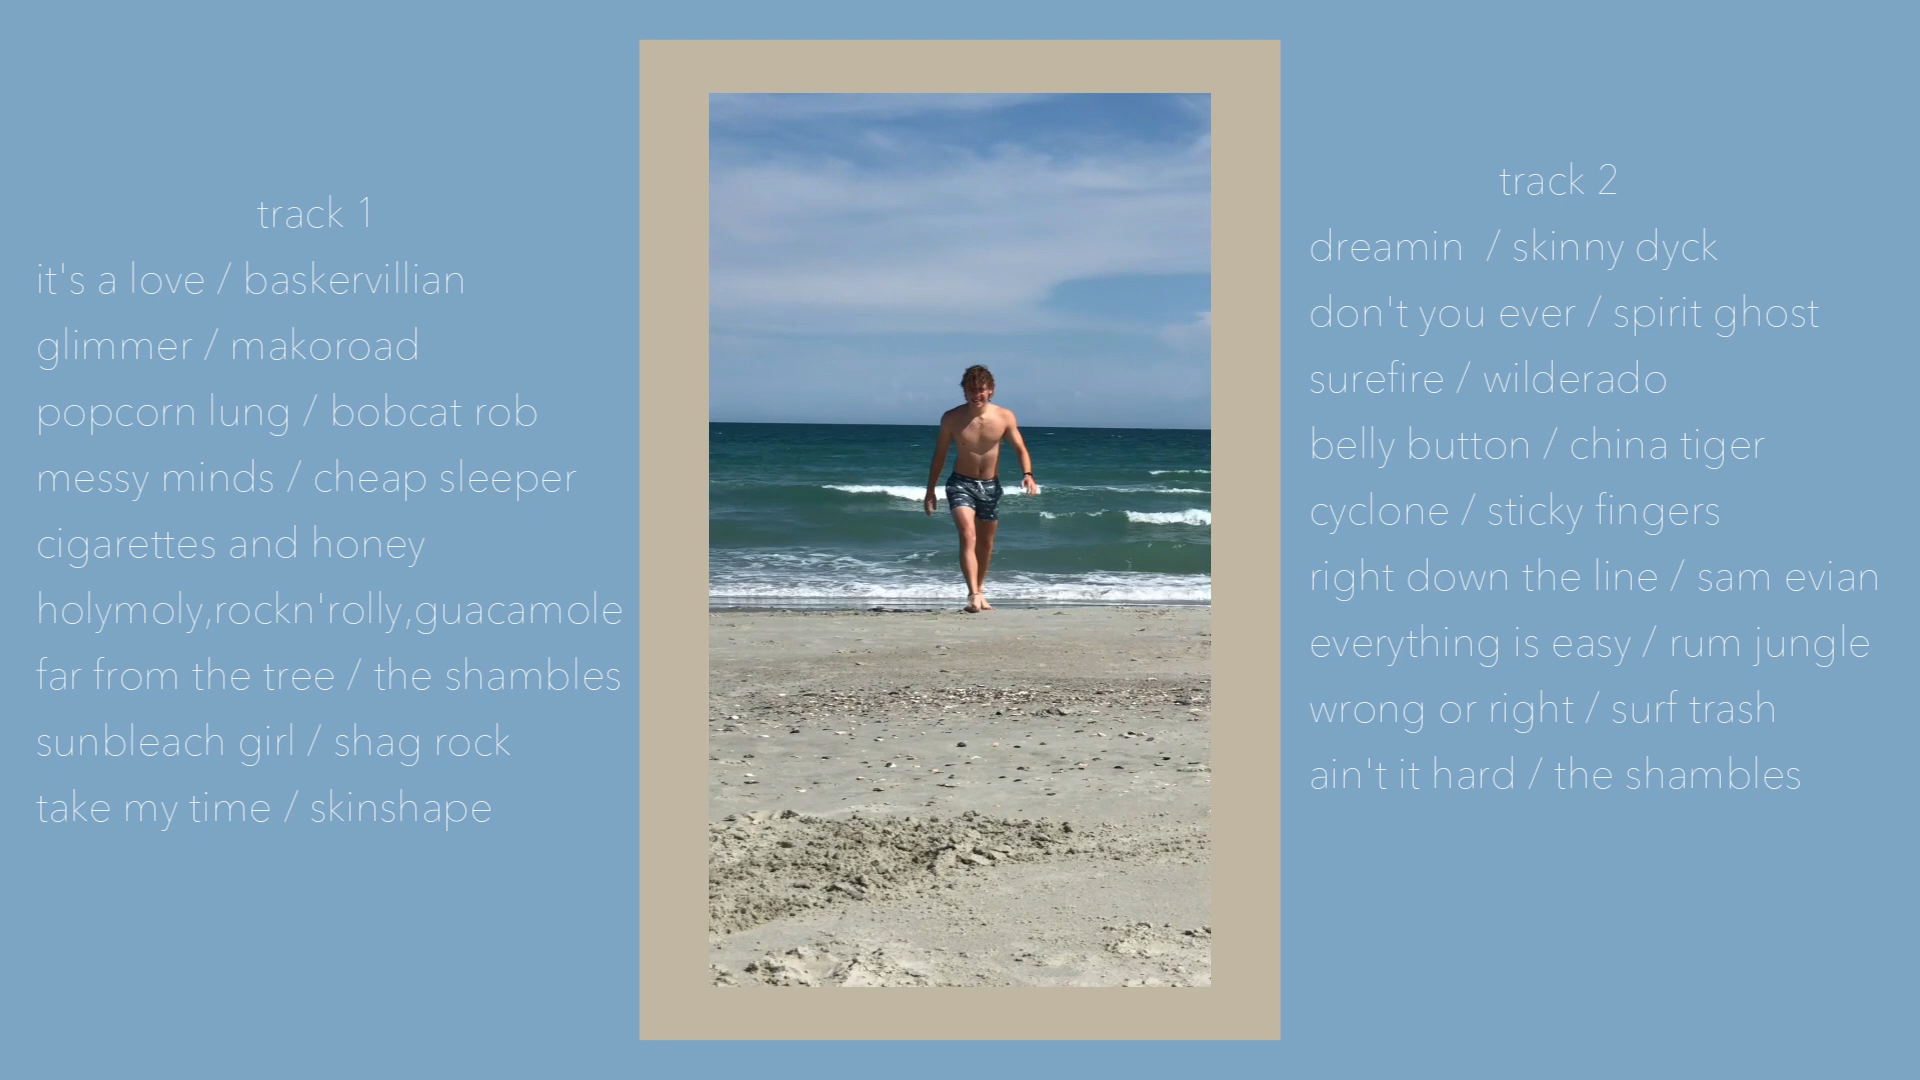 track 1
it's a love / baskervillian
glimmer / makoroad
popcorn lung / bobcat rob
messy minds / cheap sleeper
cigarettes and honey
holymoly,rockn'rolly,guacamole
far from the tree / the shambles
sunbleach girl / shag rock
take my time / skinshape
track 2
dreamin  / skinny dyck
don't you ever / spirit ghost
surefire / wilderado
belly button / china tiger
cyclone / sticky fingers
right down the line / sam evian
everything is easy / rum jungle
wrong or right / surf trash
ain't it hard / the shambles